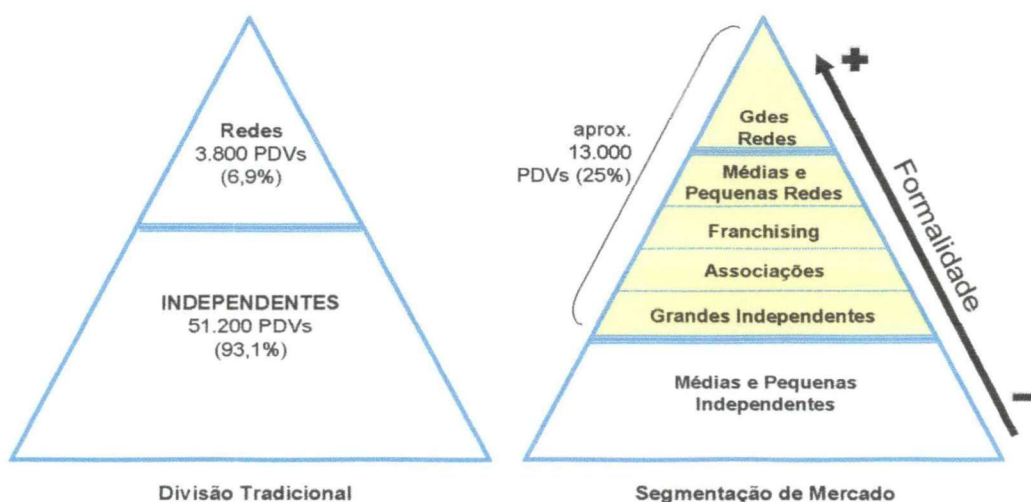 Redes
3.800 PDVs
(6,9%)
INDEPENDENTES
51.200 PDVs
(93,1%)
Divisão Tradicional
aprox.
13.000
PDVs (25%)
Gdes
Redes
Médias e
Pequenas Redes
Franchising
Associações
Grandes Independentes
Médias e Pequenas
Independentes
+
Formalidade
-
Segmentação de Mercado